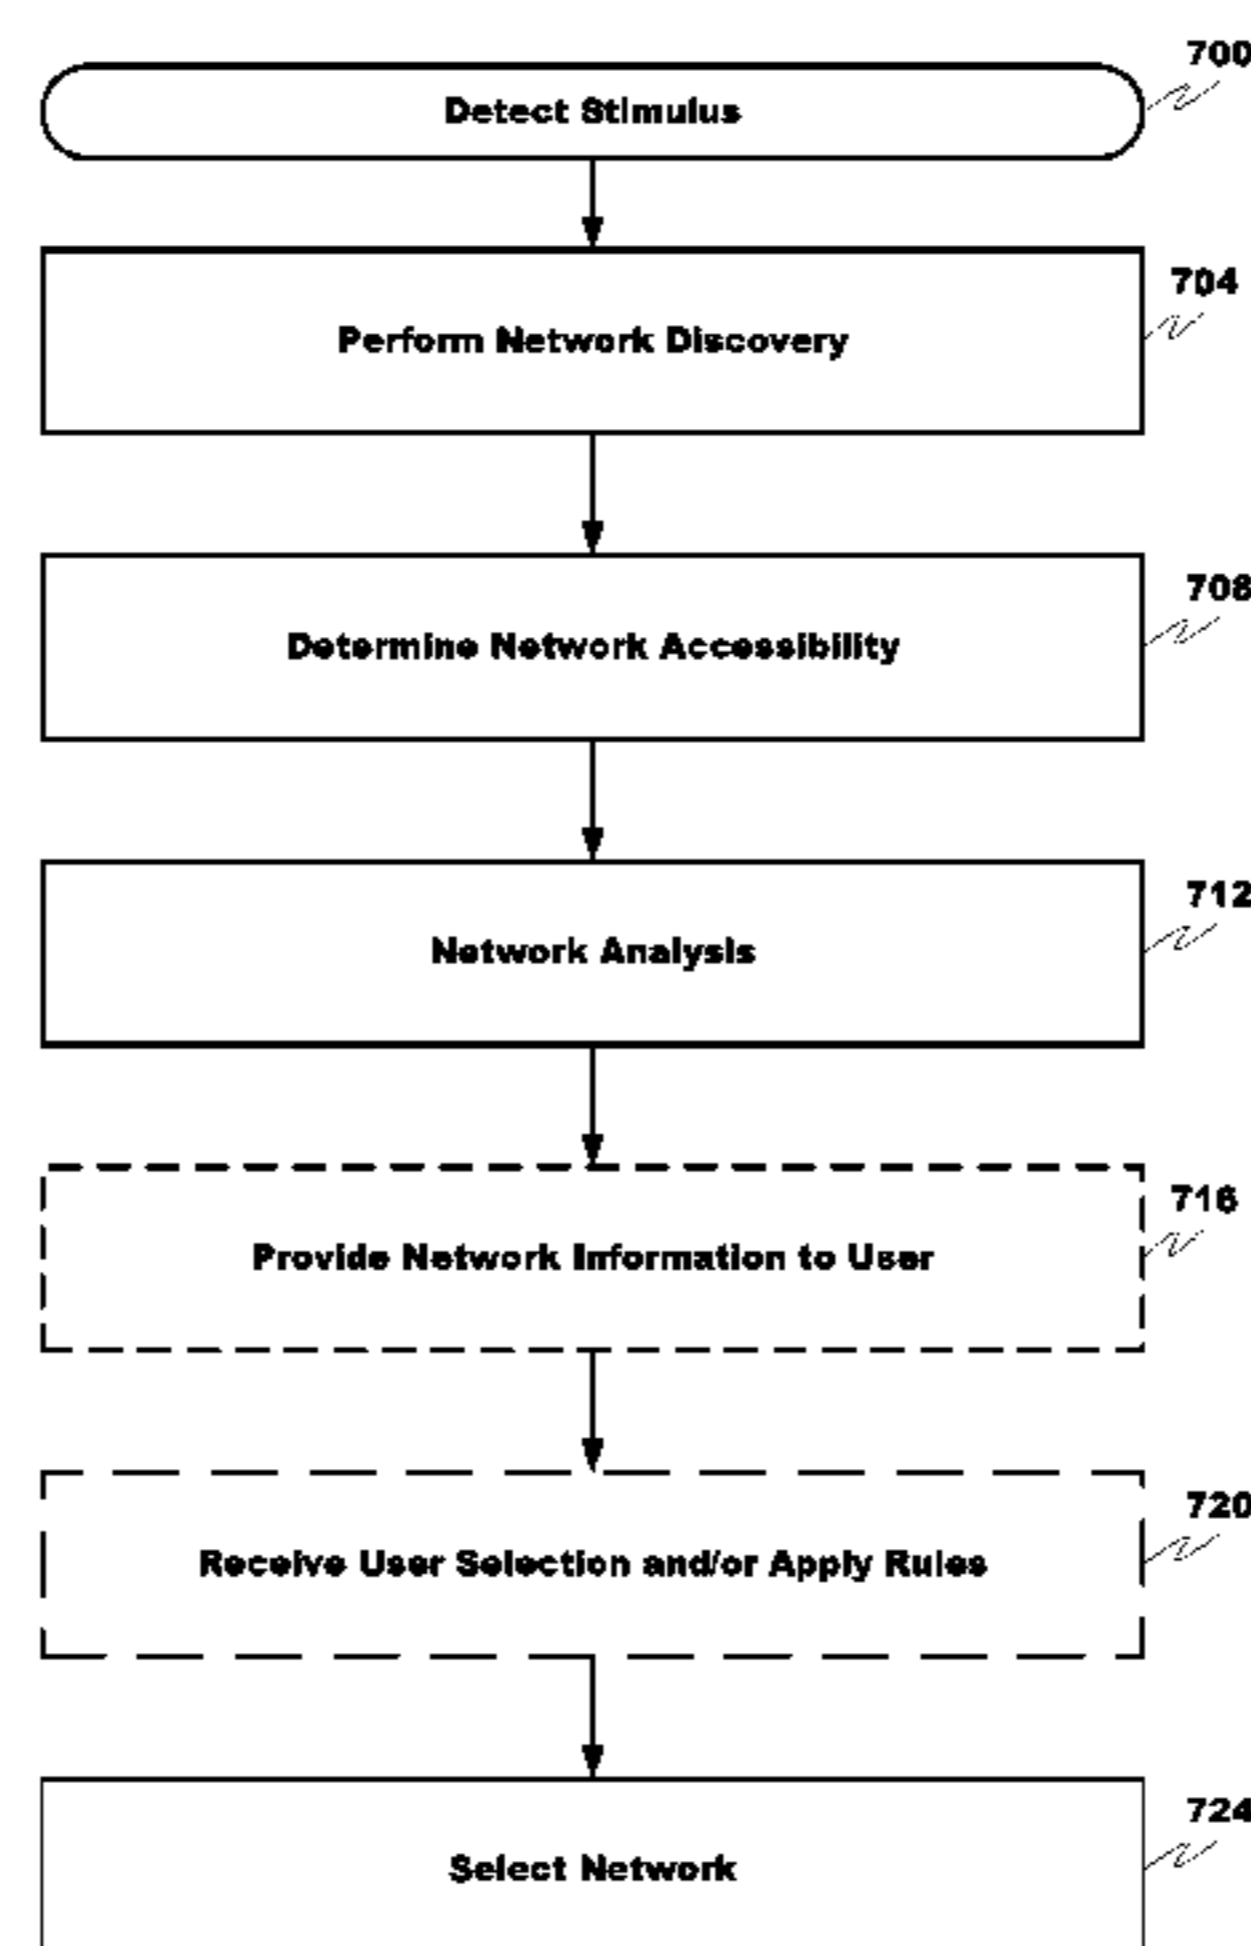 700
Detect Stimulus
704
Perform Network Discovery
708
Determine Network Accessibility
712
Network Analysis
716
Provide Network Information to User
720
Receive User Selection and/or Apply Rules
724
Select Network